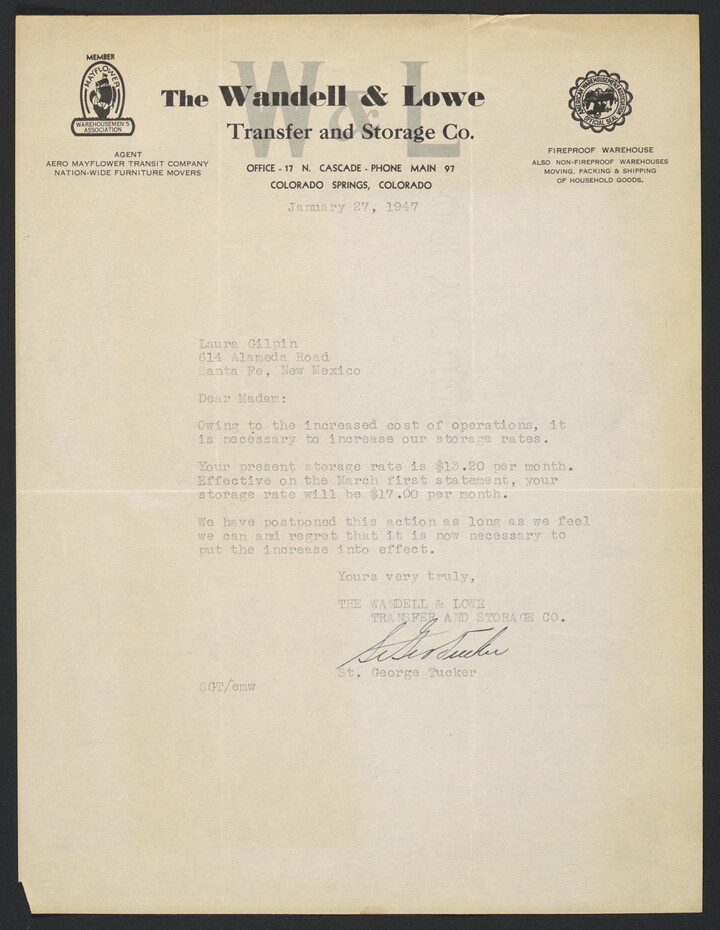 MEMBER
MAYFLOWER
WAREHOUSEMEN'S
ASSOCIATION
AGENT
AERO MAYFLOWER TRANSIT COMPANY
NATION-WIDE FURNITURE MOVERS
W & L
The Wandell & Lowe
Transfer and Storage Co.
OFFICE - 17 N. CASCADE - PHONE MAIN 97
COLORADO SPRINGS, COLORADO
AMERICAN WAREHOUSEMEN'S ASSOCIATION
OFFICIAL SEAL
FIREPROOF WAREHOUSE
ALSO NON-FIREPROOF WAREHOUSES
MOVING, PACKING & SHIPPING
OF HOUSEHOLD GOODS.
January 27, 1947
Laura Gilpin
614 Alameda Road
Santa Fe, New Mexico
Dear Madam:
Owing to the increased cost of operations, it
is necessary to increase our storage rates.
Your present storage rate is $13.20 per month.
Effective on the March first statement, your
storage rate will be $17.00 per month.
We have postponed this action as long as we feel
we can and regret that it is now necessary to
put the increase into effect.
Yours very truly,
THE WANDELL & LOWE
TRANSFER AND STORAGE CO.
St Geo Tucker
St. George Tucker
SGT/emw